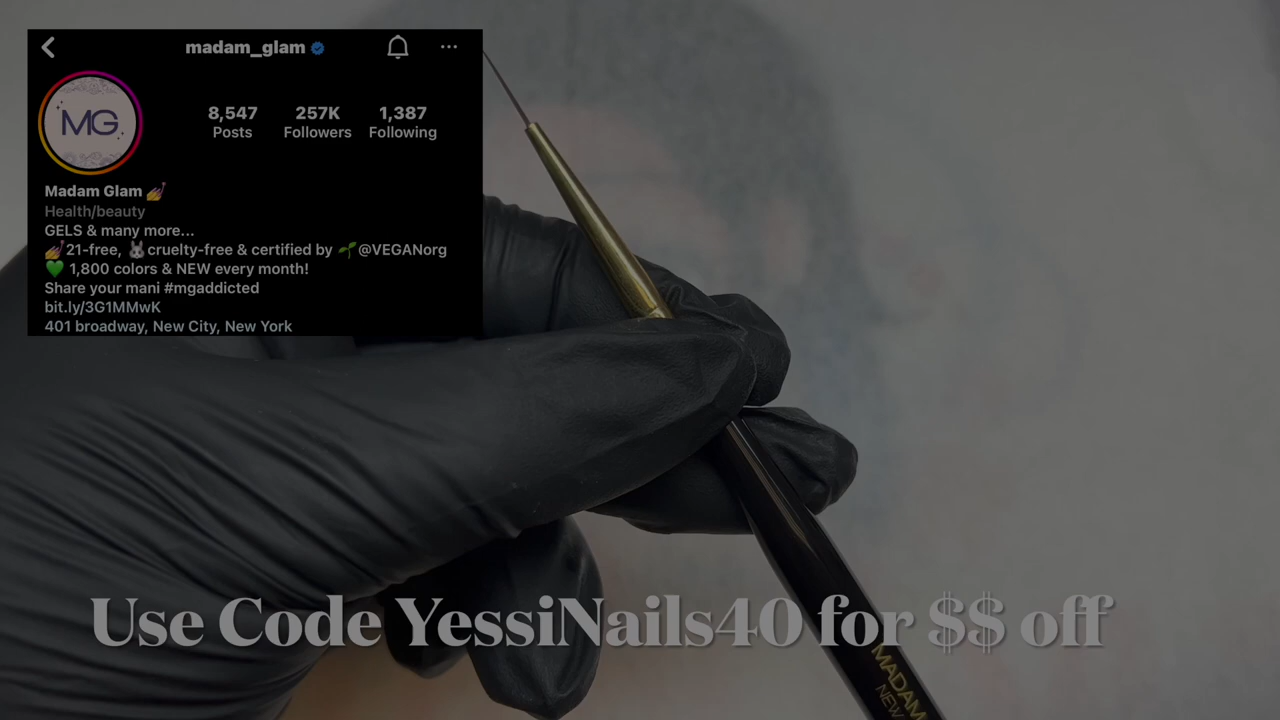 madam_glam
MG
8,547 257K 1,387
Posts Followers Following
Madam Glam 💅
Health/beauty
GELS & many more...
💅21-free, 🐰cruelty-free & certified by 🌱@VEGANorg
💚 1,800 colors & NEW every month!
Share your mani #mgaddicted
bit.ly/3G1MMwK
401 broadway, New City, New York
Use Code YessiNails40 for $$ off
MADAM
NEW